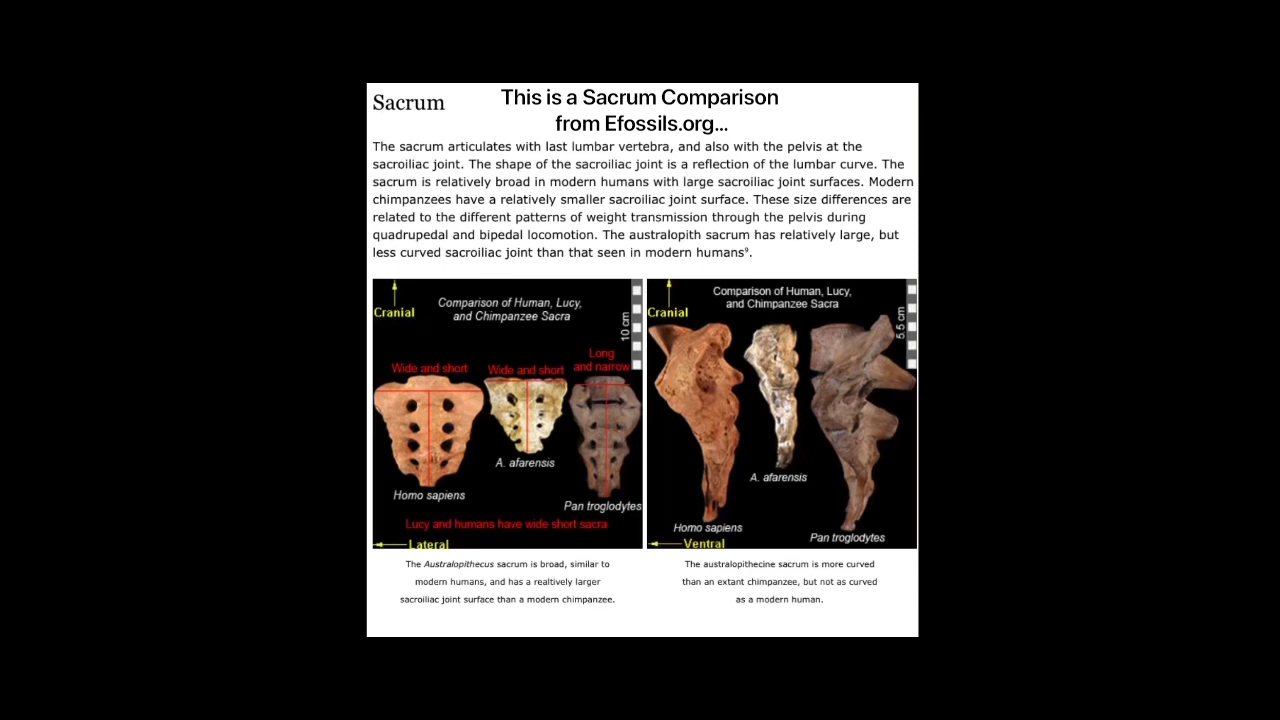 Sacrum
This is a Sacrum Comparison
from Efossils.org...
The sacrum articulates with last lumbar vertebra, and also with the pelvis at the
sacroiliac joint. The shape of the sacroiliac joint is a reflection of the lumbar curve. The
sacrum is relatively broad in modern humans with large sacroiliac joint surfaces. Modern
chimpanzees have a relatively smaller sacroiliac joint surface. These size differences are
related to the different patterns of weight transmission through the pelvis during
quadrupedal and bipedal locomotion. The australopith sacrum has relatively large, but
less curved sacroiliac joint than that seen in modern humans⁹.
Cranial
Comparison of Human, Lucy,
and Chimpanzee Sacra
10 cm
Wide and short
Wide and short
Long
and narrow
Homo sapiens
A. afarensis
Pan troglodytes
Lucy and humans have wide short sacra
Lateral
Cranial
Comparison of Human, Lucy,
and Chimpanzee Sacra
5.5 cm
Homo sapiens
A. afarensis
Pan troglodytes
Ventral
The Australopithecus sacrum is broad, similar to
modern humans, and has a realtively larger
sacroiliac joint surface than a modern chimpanzee.
The australopithecine sacrum is more curved
than an extant chimpanzee, but not as curved
as a modern human.